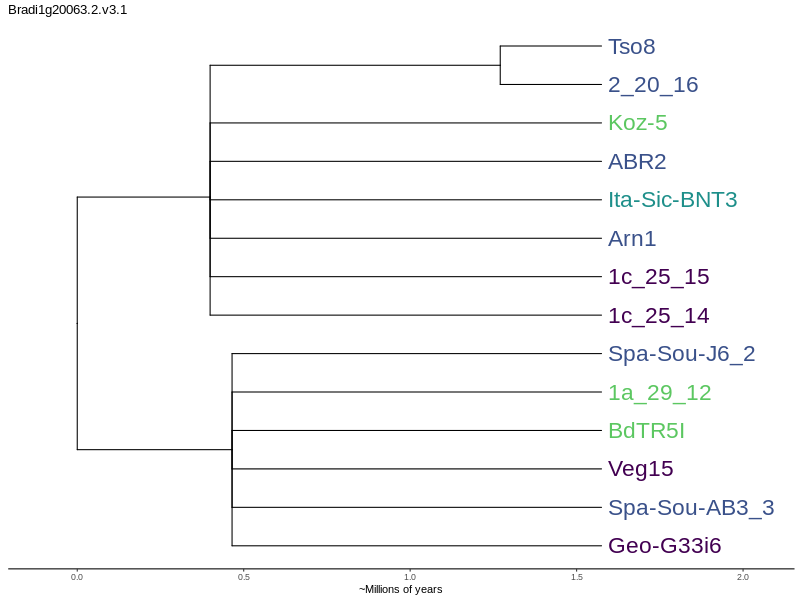 Bradi1g20063.2.v3.1
Tso8
2_20_16
Koz-5
ABR2
Ita-Sic-BNT3
Arn1
1c_25_15
1c_25_14
Spa-Sou-J6_2
1a_29_12
BdTR5I
Veg15
Spa-Sou-AB3_3
Geo-G33i6
0.0 0.5 1.0 1.5 2.0
~Millions of years